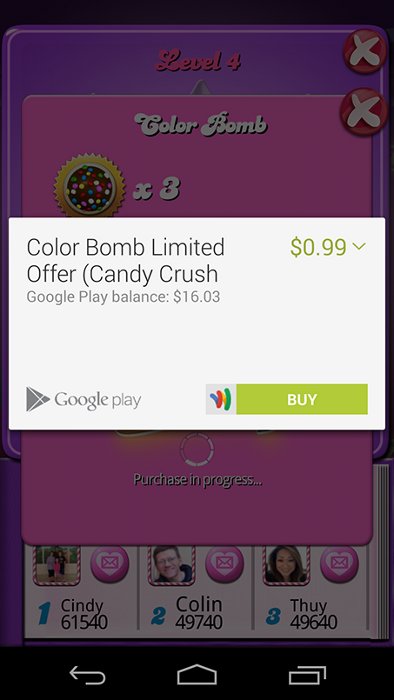 Level 4
Color Bomb
x 3
Color Bomb Limited $0.99
Offer (Candy Crush
Google Play balance: $16.03
Google play
BUY
Purchase in progress...
1 Cindy 2 Colin 3 Thuy
61540 49740 49640